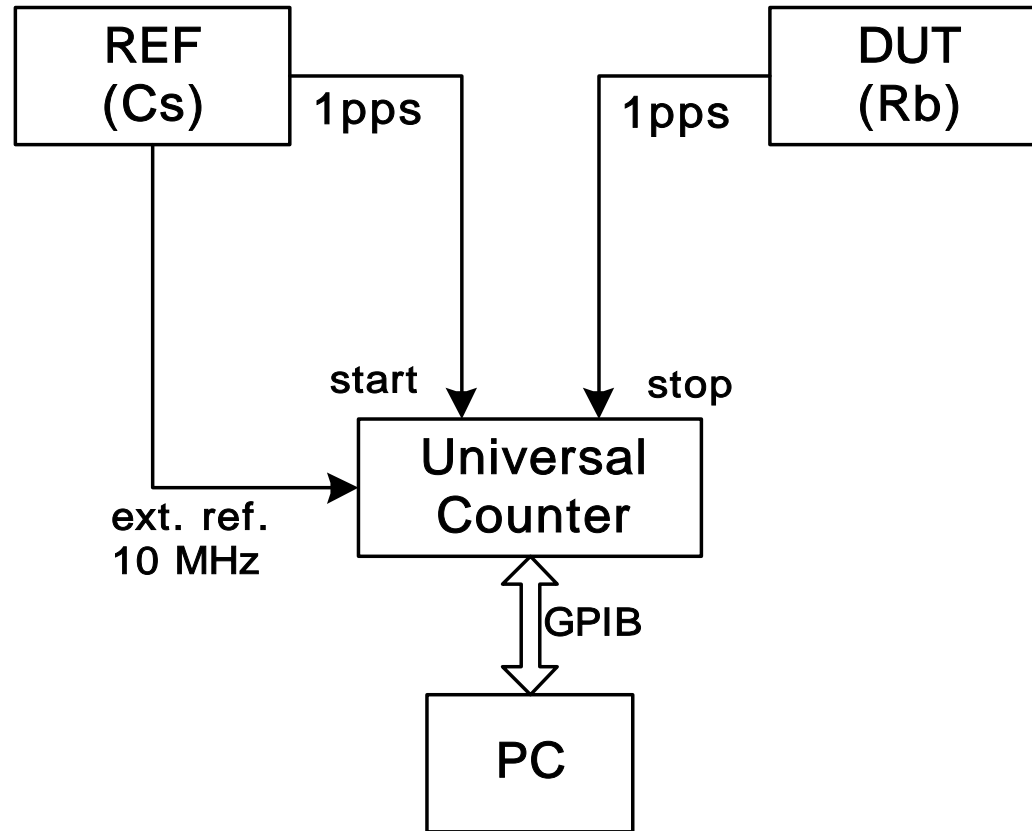 REF
(Cs)
DUT
(Rb)
1pps
1pps
start
stop
Universal
Counter
ext. ref.
10 MHz
GPIB
PC